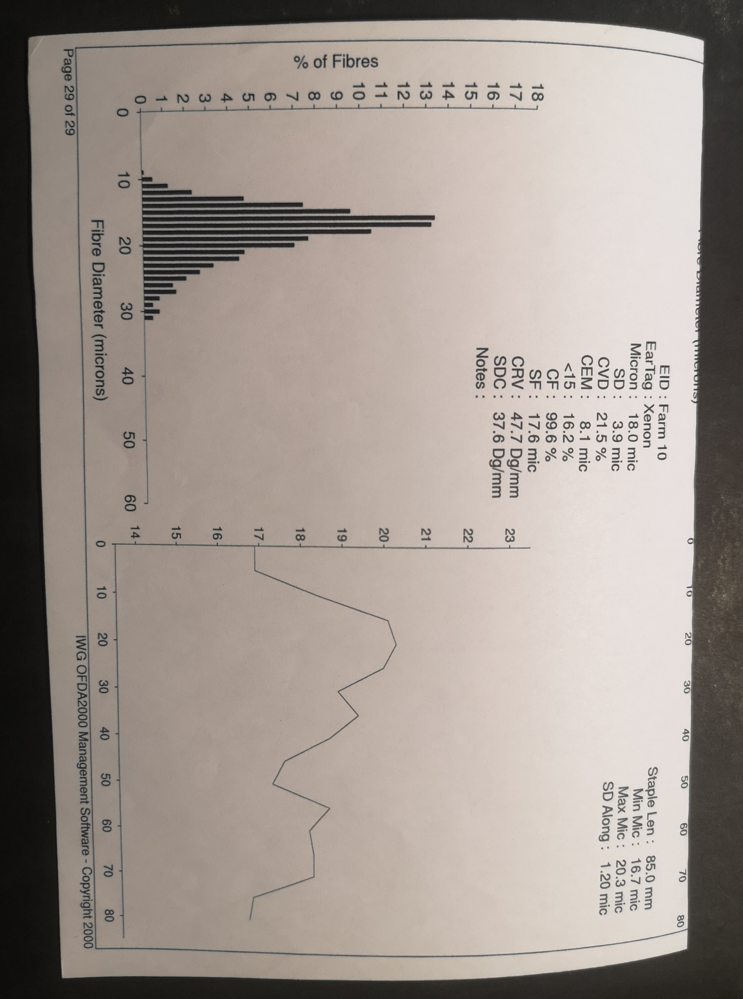 Fibre Diameter (microns)
0 10 20 30 40 50 60 70 80
EID : Farm 10
EarTag : Xenon
Micron : 18.0 mic
SD : 3.9 mic
CVD : 21.5 %
CEM : 8.1 mic
<15 : 16.2 %
CF : 99.6 %
SF : 17.6 mic
CRV : 47.7 Dg/mm
SDC : 37.6 Dg/mm
Notes :
Staple Len : 85.0 mm
Min Mic : 16.7 mic
Max Mic : 20.3 mic
SD Along : 1.20 mic
% of Fibres
18
17
16
15
14
13
12
11
10
9
8
7
6
5
4
3
2
1
0
0 10 20 30 40 50 60
Fibre Diameter (microns)
23
22
21
20
19
18
17
16
15
14
0 10 20 30 40 50 60 70 80
Page 29 of 29
IWG OFDA2000 Management Software - Copyright 2000